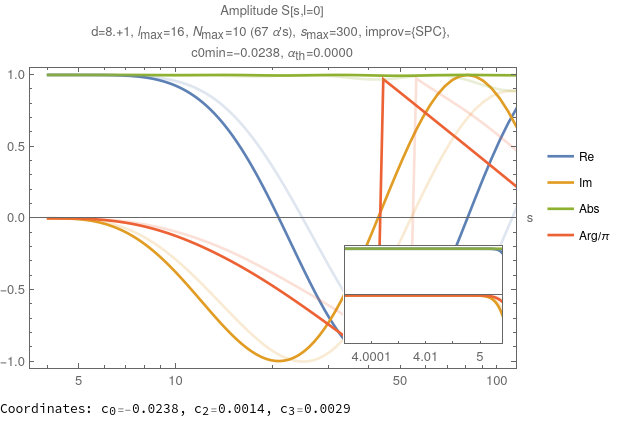 Amplitude S[s,l=0]
d=8.+1, lmax=16, Nmax=10 (67 α's), smax=300, improv={SPC},
c0min=-0.0238, αth=0.0000
1.0
0.5
0.0
-0.5
-1.0
s
Re
Im
Abs
Arg/π
4.0001 4.01 5
5 10 50 100
Coordinates: c0=-0.0238, c2=0.0014, c3=0.0029